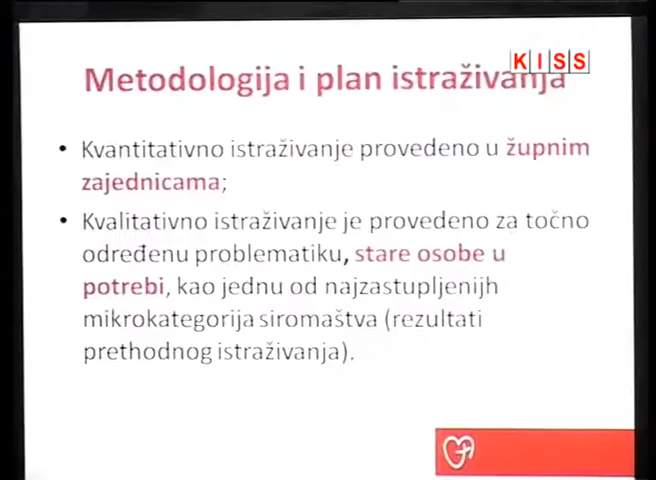 KISS
Metodologija i plan istraživanja
• Kvantitativno istraživanje provedeno u župnim
zajednicama;
• Kvalitativno istraživanje je provedeno za točno
određenu problematiku, stare osobe u
potrebi, kao jednu od najzastupljenijh
mikrokategorija siromaštva (rezultati
prethodnog istraživanja).